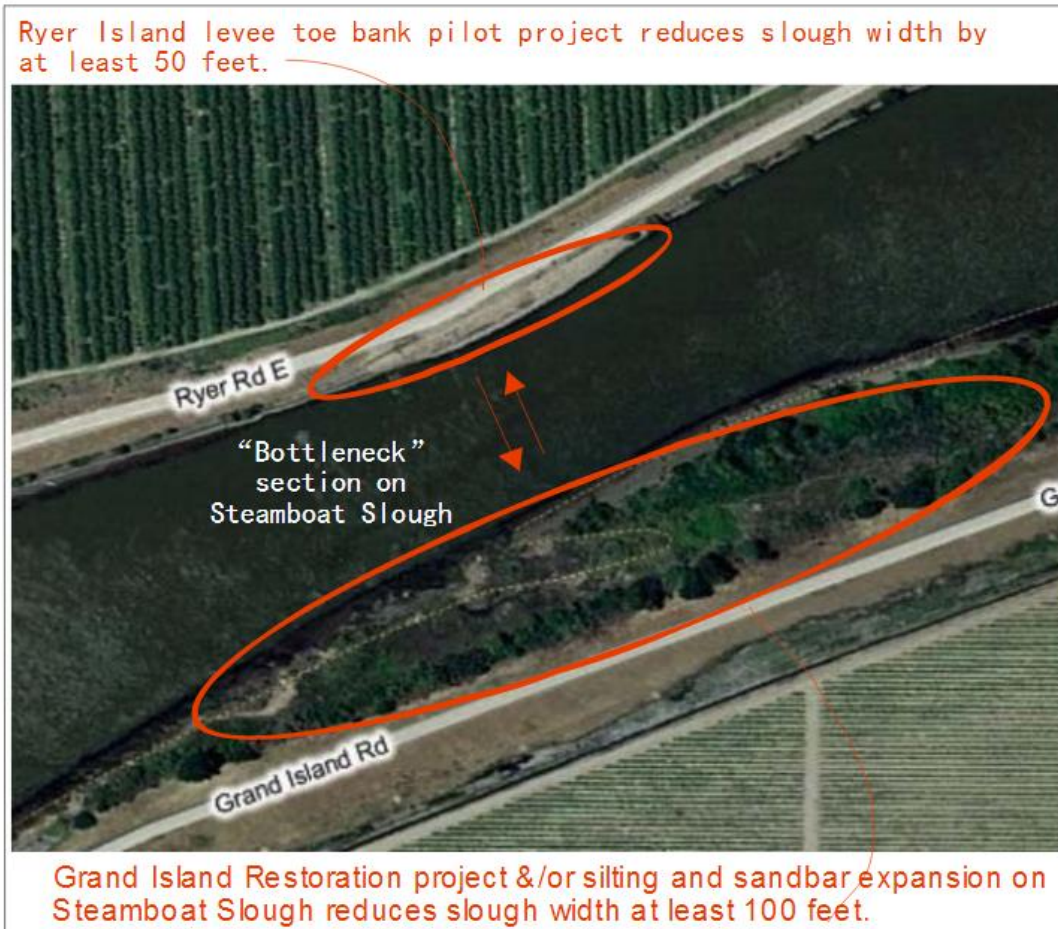 Ryer Island levee toe bank pilot project reduces slough width by
at least 50 feet.
Ryer Rd E
“Bottleneck”
section on
Steamboat Slough
G
Grand Island Rd
Grand Island Restoration project &/or silting and sandbar expansion on
Steamboat Slough reduces slough width at least 100 feet.